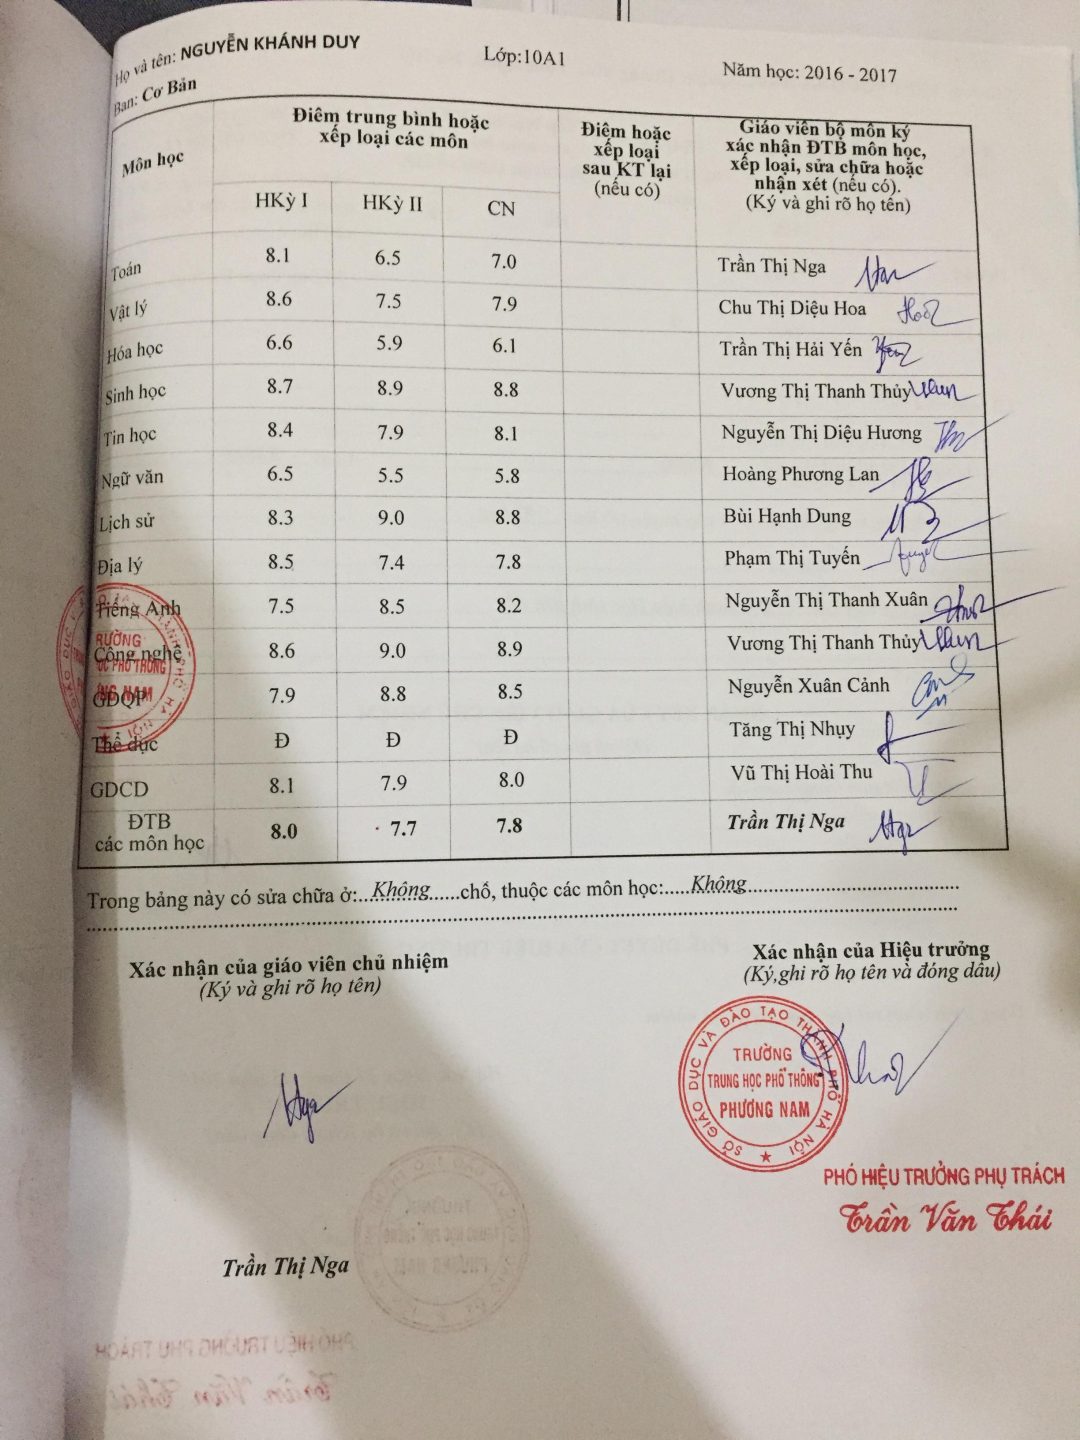 Họ và tên: NGUYỄN KHÁNH DUY Lớp:10A1 Năm học: 2016 - 2017
Ban: Cơ Bản
Môn học
Điêm trung bình hoặc
xếp loại các môn
HKỳ I HKỳ II CN
Điêm hoặc
xếp loại
sau KT lại
(nếu có)
Giáo viên bộ môn ký
xác nhận ĐTB môn học,
xếp loại, sửa chữa hoặc
nhận xét (nếu có).
(Ký và ghi rõ họ tên)
Toán 8.1 6.5 7.0 Trần Thị Nga
Vật lý 8.6 7.5 7.9 Chu Thị Diệu Hoa
Hóa học 6.6 5.9 6.1 Trần Thị Hải Yến
Sinh học 8.7 8.9 8.8 Vương Thị Thanh Thủy
Tin học 8.4 7.9 8.1 Nguyễn Thị Diệu Hương
Ngữ văn 6.5 5.5 5.8 Hoàng Phương Lan
Lịch sử 8.3 9.0 8.8 Bùi Hạnh Dung
Địa lý 8.5 7.4 7.8 Phạm Thị Tuyến
Tiếng Anh 7.5 8.5 8.2 Nguyễn Thị Thanh Xuân
Công nghệ 8.6 9.0 8.9 Vương Thị Thanh Thủy
GDQP 7.9 8.8 8.5 Nguyễn Xuân Cảnh
Thể dục Đ Đ Đ Tăng Thị Nhụy
GDCD 8.1 7.9 8.0 Vũ Thị Hoài Thu
ĐTB
các môn học 8.0 7.7 7.8 Trần Thị Nga
Trong bảng này có sửa chữa ở:....Không......chỗ, thuộc các môn học:.....Không.....
Xác nhận của giáo viên chủ nhiệm
(Ký và ghi rõ họ tên)
Xác nhận của Hiệu trưởng
(Ký,ghi rõ họ tên và đóng dấu)
SỞ GIÁO DỤC VÀ ĐÀO TẠO THÀNH PHỐ HÀ NỘI
TRƯỜNG
TRUNG HỌC PHỔ THÔNG
PHƯƠNG NAM
PHÓ HIỆU TRƯỞNG PHỤ TRÁCH
Trần Văn Thái
Trần Thị Nga